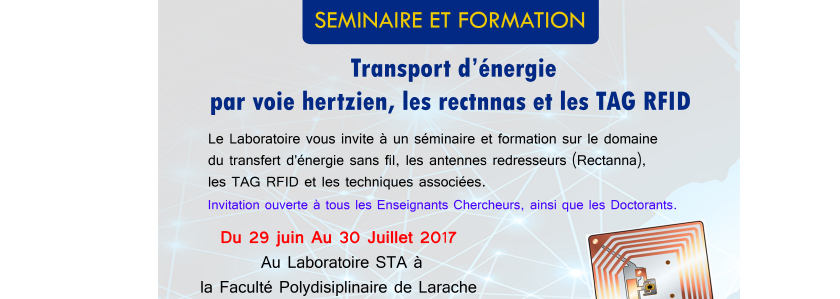 SEMINAIRE ET FORMATION
Transport d'énergie
par voie hertzien, les rectnnas et les TAG RFID
Le Laboratoire vous invite à un séminaire et formation sur le domaine
du transfert d'énergie sans fil, les antennes redresseurs (Rectanna),
les TAG RFID et les techniques associées.
Invitation ouverte à tous les Enseignants Chercheurs, ainsi que les Doctorants.
Du 29 juin Au 30 Juillet 2017
Au Laboratoire STA à
la Faculté Polydisiplinaire de Larache